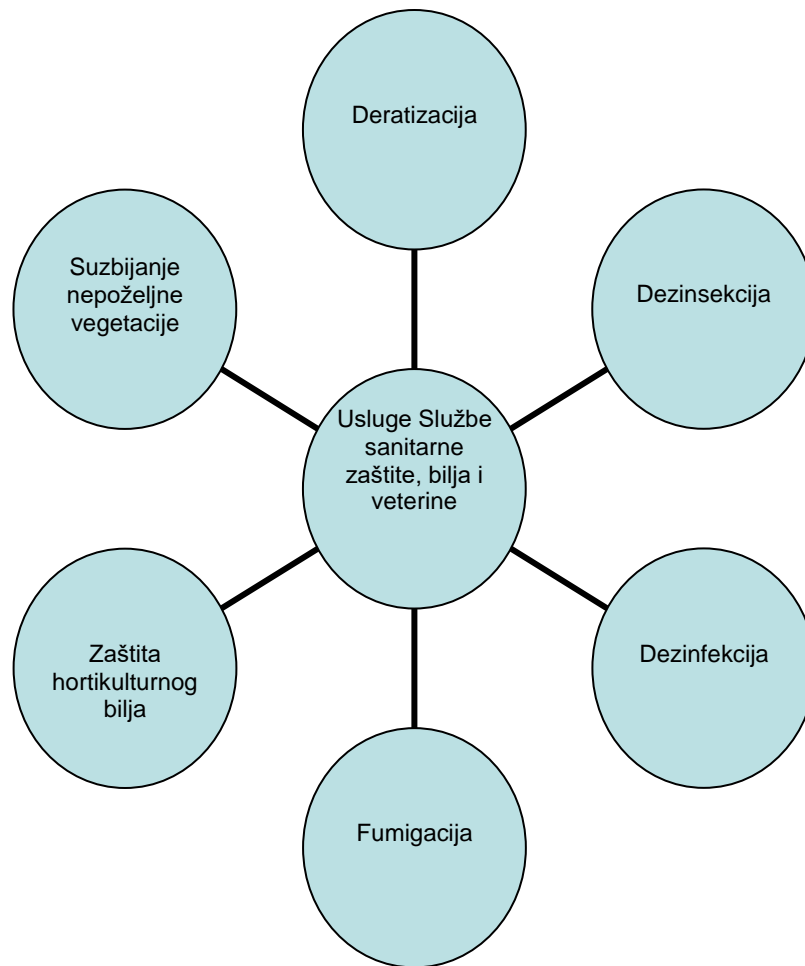 Deratizacija
Suzbijanje
nepoželjne
vegetacije
Dezinsekcija
Usluge Službe
sanitarne
zaštite, bilja i
veterine
Zaštita
hortikulturnog
bilja
Dezinfekcija
Fumigacija